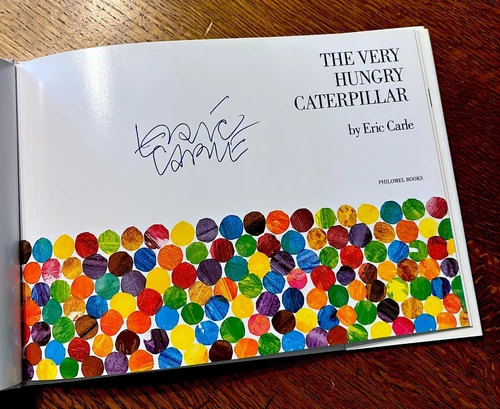 THE VERY
HUNGRY
CATERPILLAR
by Eric Carle
ERIC
CARLE
PHILOMEL BOOKS